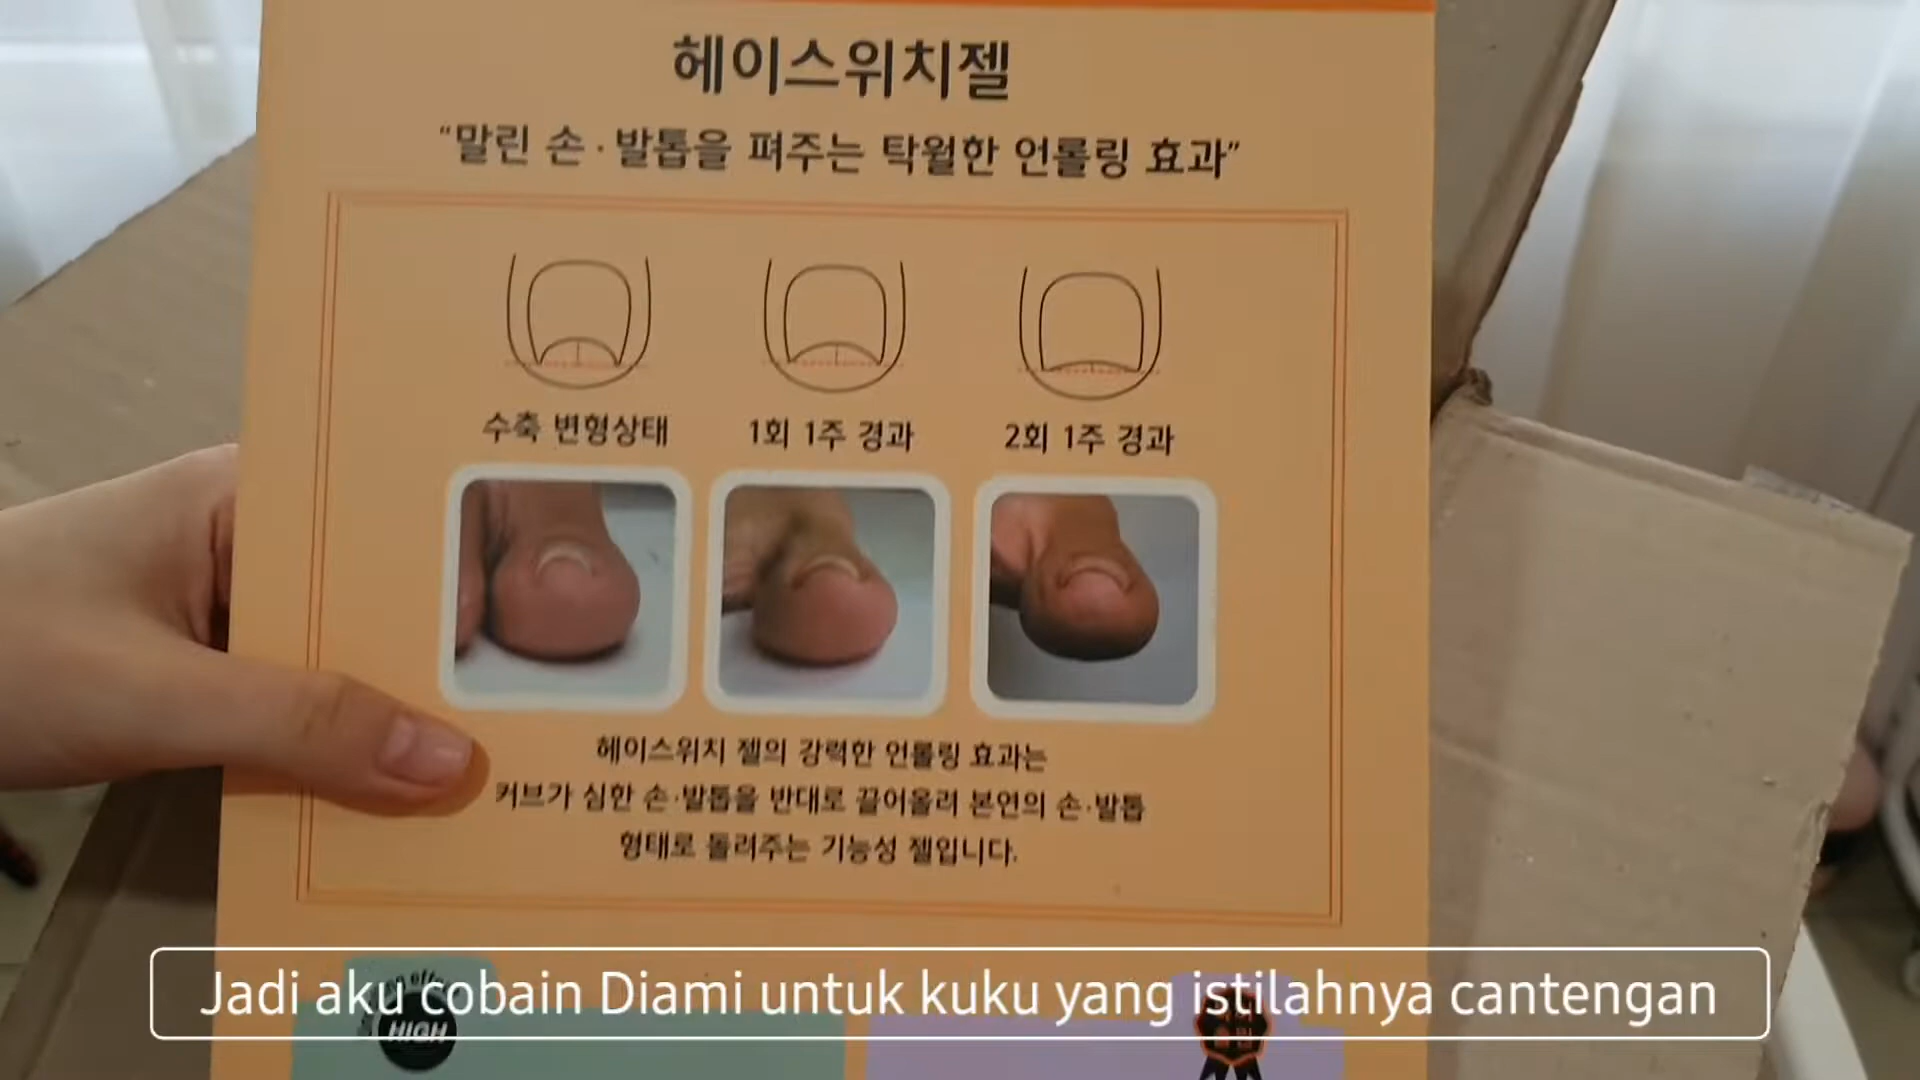 헤이스위치젤
“말린 손·발톱을 펴주는 탁월한 언롤링 효과”
수축 변형상태
1회 1주 경과
2회 1주 경과
헤이스위치 젤의 강력한 언롤링 효과는
커브가 심한 손·발톱을 반대로 끌어올려 본연의 손·발톱
형태로 돌려주는 기능성 젤입니다.
Jadi aku cobain Diami untuk kuku yang istilahnya cantengan
HIGH